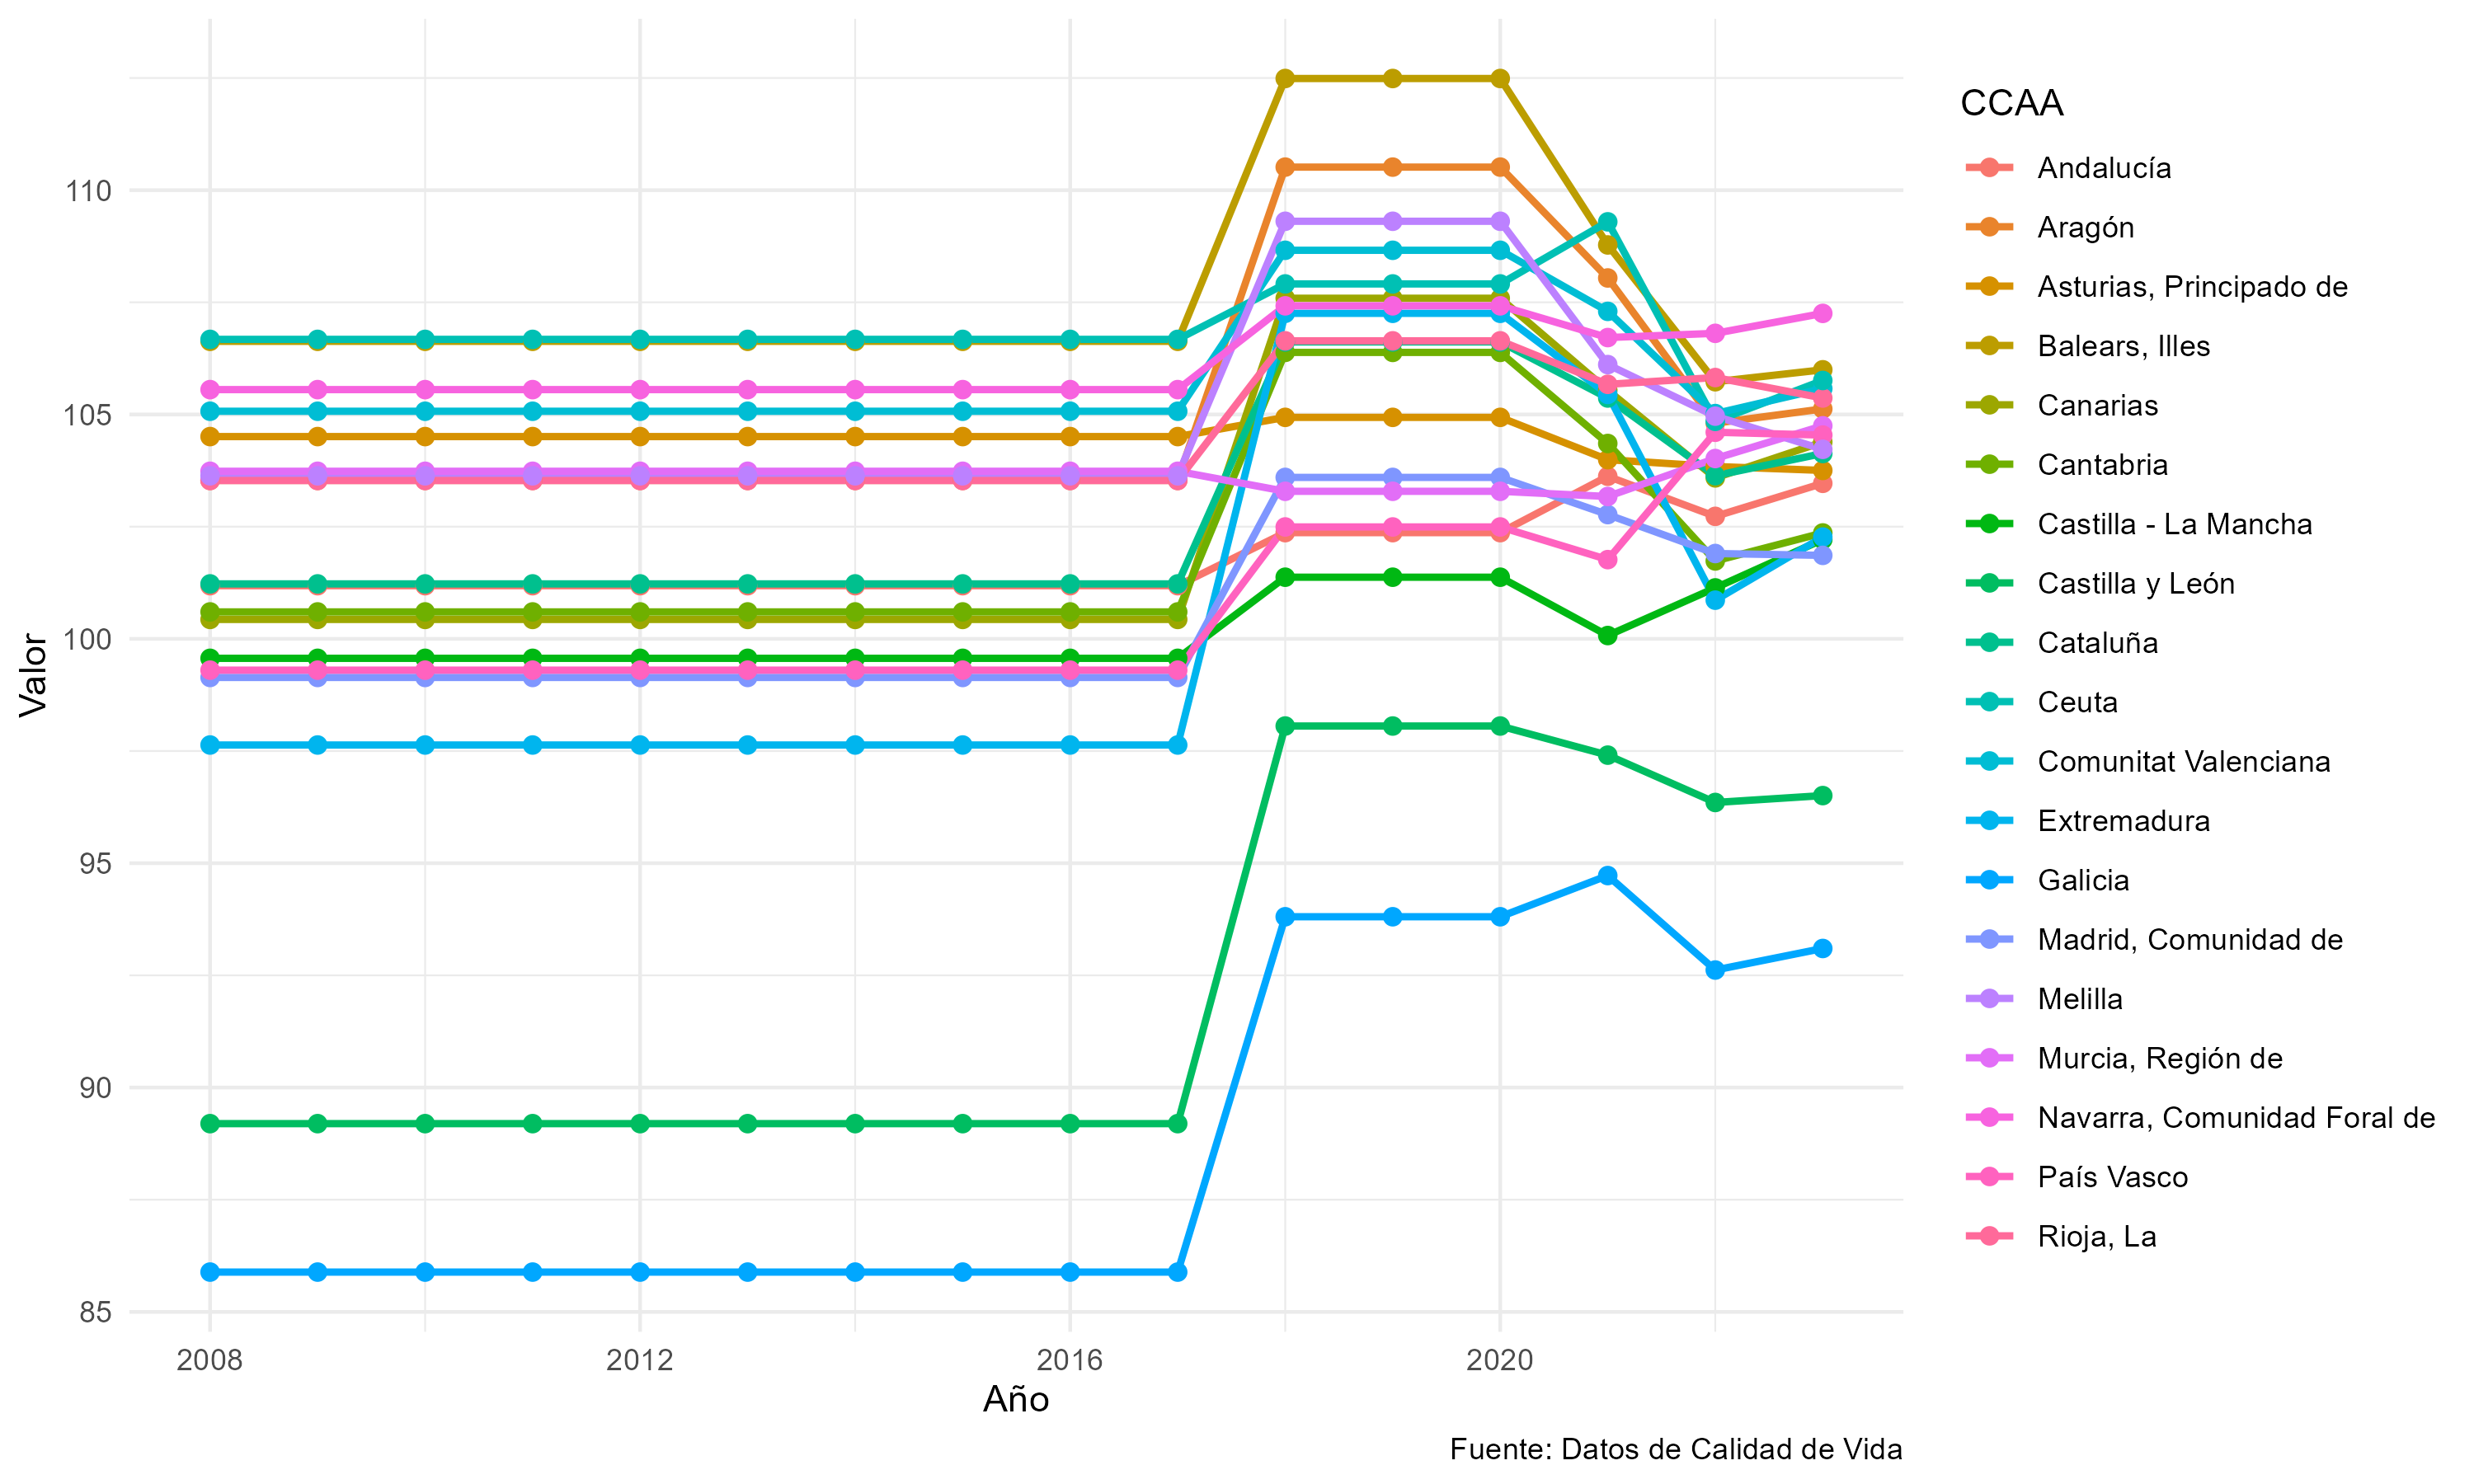 110
105
100
95
90
85
Valor
2008
2012
2016
2020
Año
Fuente: Datos de Calidad de Vida
CCAA
Andalucía
Aragón
Asturias, Principado de
Balears, Illes
Canarias
Cantabria
Castilla - La Mancha
Castilla y León
Cataluña
Ceuta
Comunitat Valenciana
Extremadura
Galicia
Madrid, Comunidad de
Melilla
Murcia, Región de
Navarra, Comunidad Foral de
País Vasco
Rioja, La